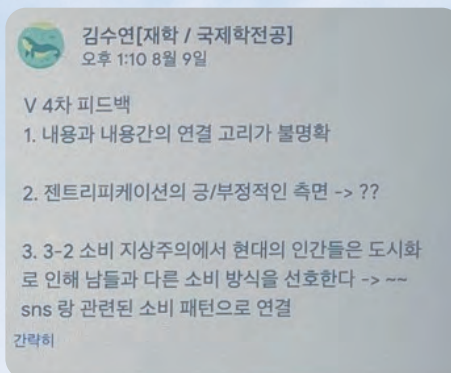 김수연[재학 / 국제학전공]
오후 1:10 8월 9일
V 4차 피드백
1. 내용과 내용간의 연결 고리가 불명확
2. 젠트리피케이션의 긍/부정적인 측면 -> ??
3. 3-2 소비 지상주의에서 현대의 인간들은 도시화
로 인해 남들과 다른 소비 방식을 선호한다 -> ~~
sns 랑 관련된 소비 패턴으로 연결
간략히